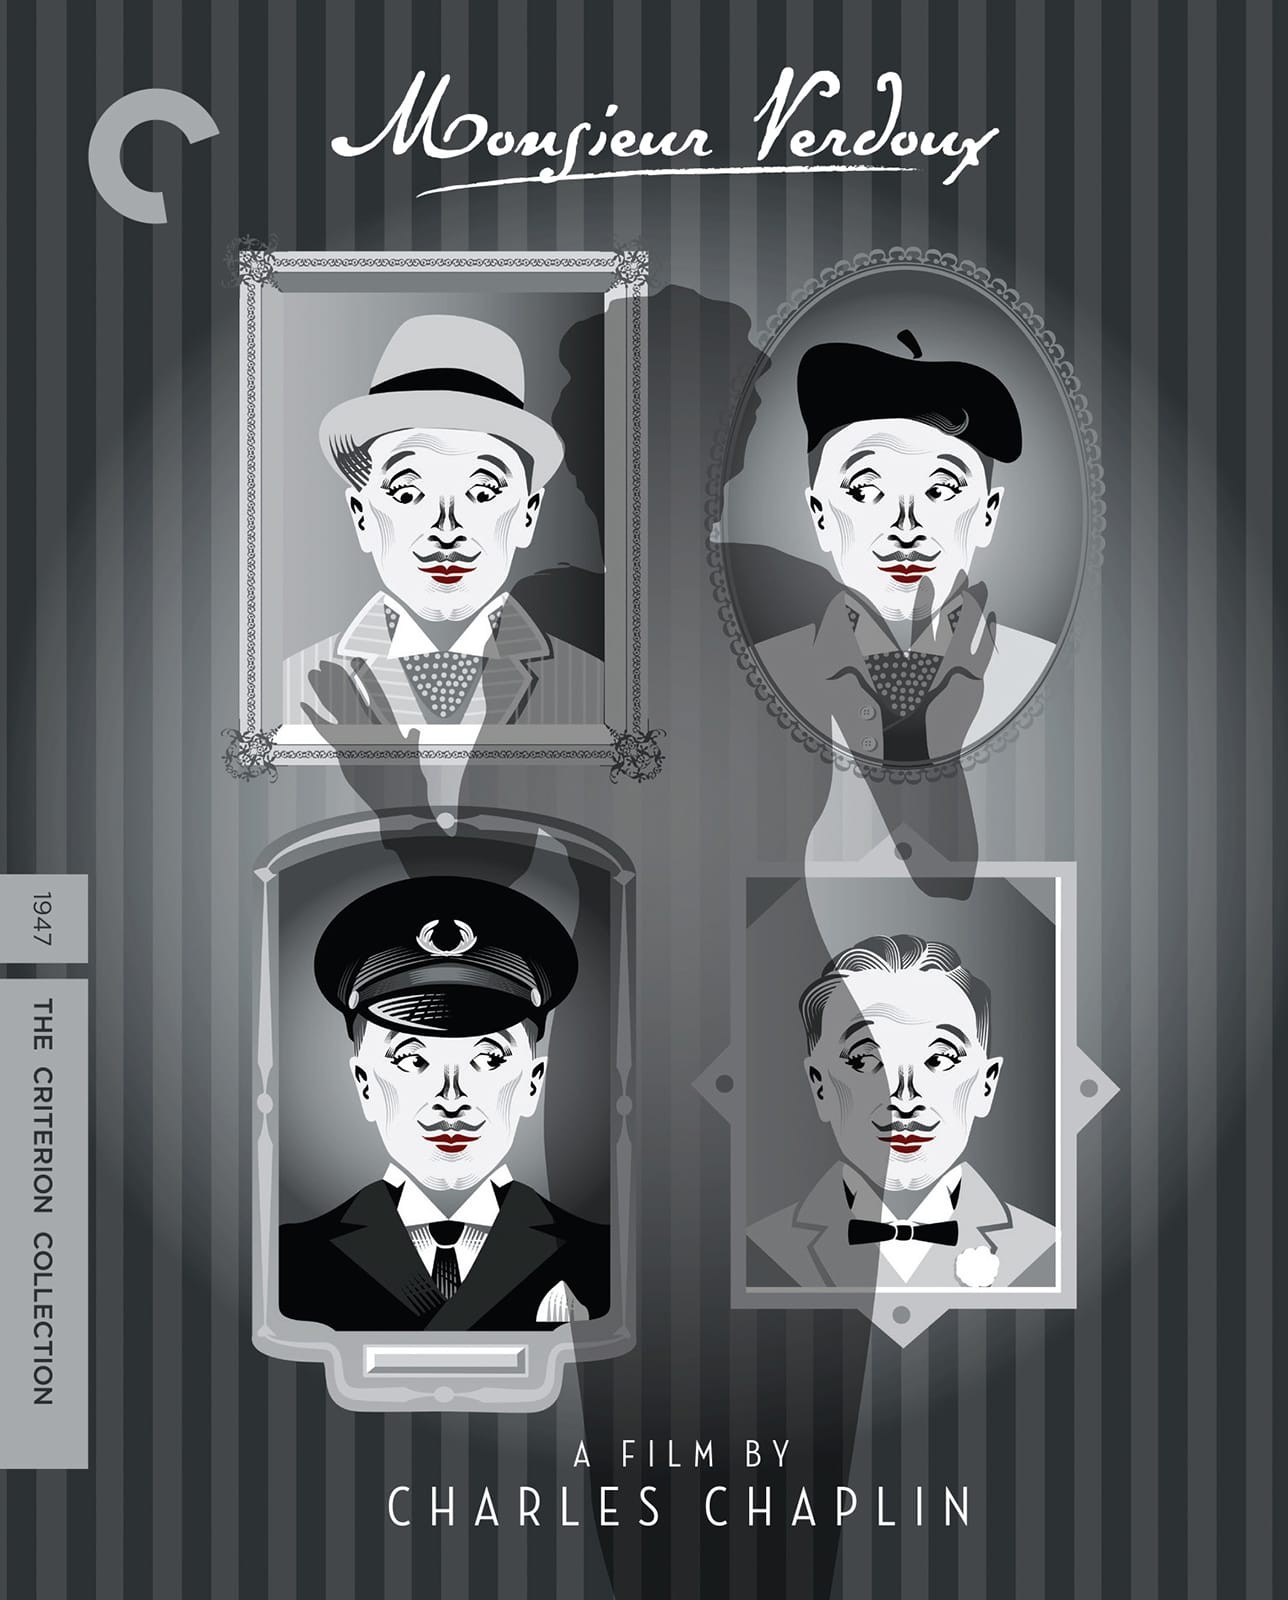 Monsieur Verdoux
1947
THE CRITERION COLLECTION
A FILM BY
CHARLES CHAPLIN